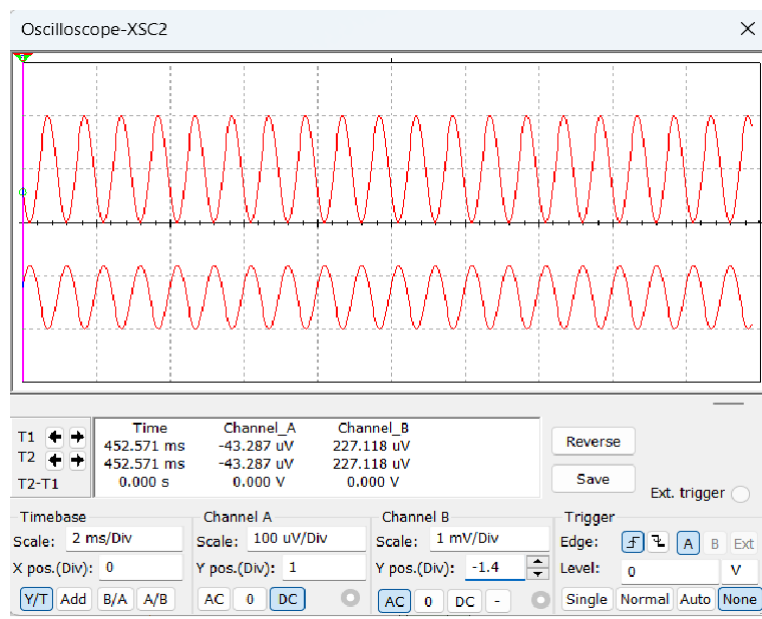 Oscilloscope-XSC2
Time Channel_A Channel_B
T1 452.571 ms -43.287 uV 227.118 uV
T2 452.571 ms -43.287 uV 227.118 uV
T2-T1 0.000 s 0.000 V 0.000 V
Reverse
Save
Ext. trigger
Timebase
Scale: 2 ms/Div
X pos.(Div): 0
Y/T Add B/A A/B
Channel A
Scale: 100 uV/Div
Y pos.(Div): 1
AC 0 DC
Channel B
Scale: 1 mV/Div
Y pos.(Div): -1.4
AC 0 DC -
Trigger
Edge: A B Ext
Level: 0 V
Single Normal Auto None